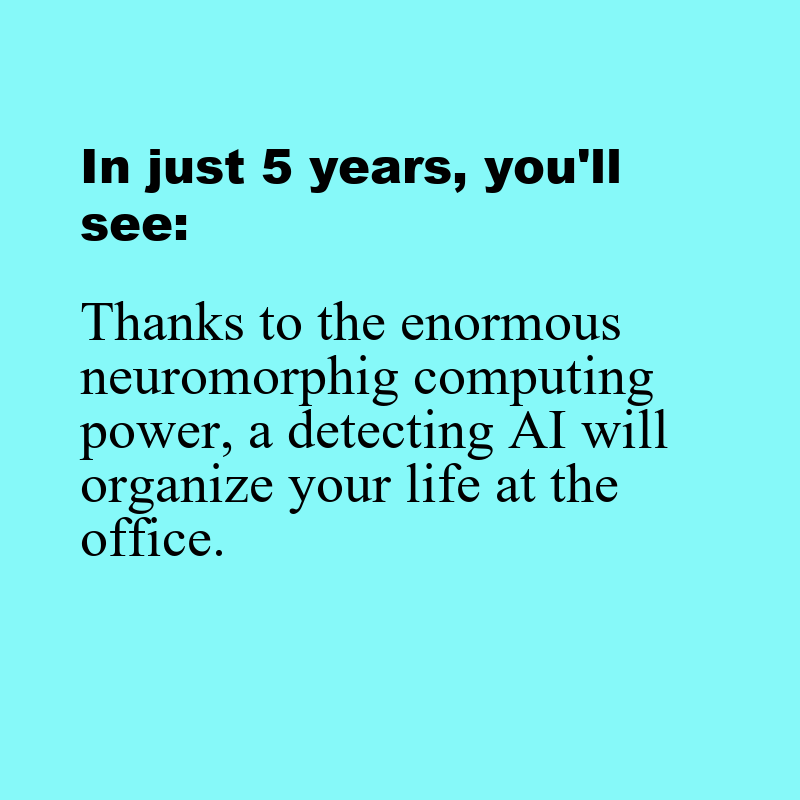 In just 5 years, you'll
see:
Thanks to the enormous
neuromorphig computing
power, a detecting AI will
organize your life at the
office.